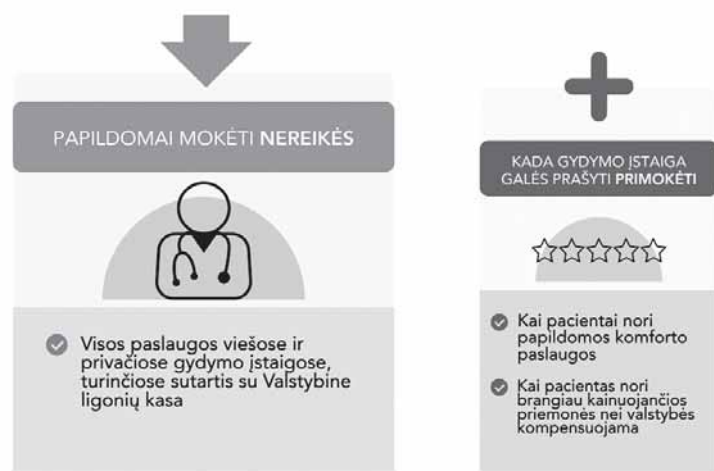 PAPILDOMAI MOKĖTI NEREIKĖS
Visos paslaugos viešose ir
privačiose gydymo įstaigose,
turinčiose sutartis su Valstybine
ligonių kasa
KADA GYDYMO ĮSTAIGA
GALĖS PRAŠYTI PRIMOKĖTI
Kai pacientai nori
papildomos komforto
paslaugos
Kai pacientas nori
brangiau kainuojančios
priemonės nei valstybės
kompensuojama